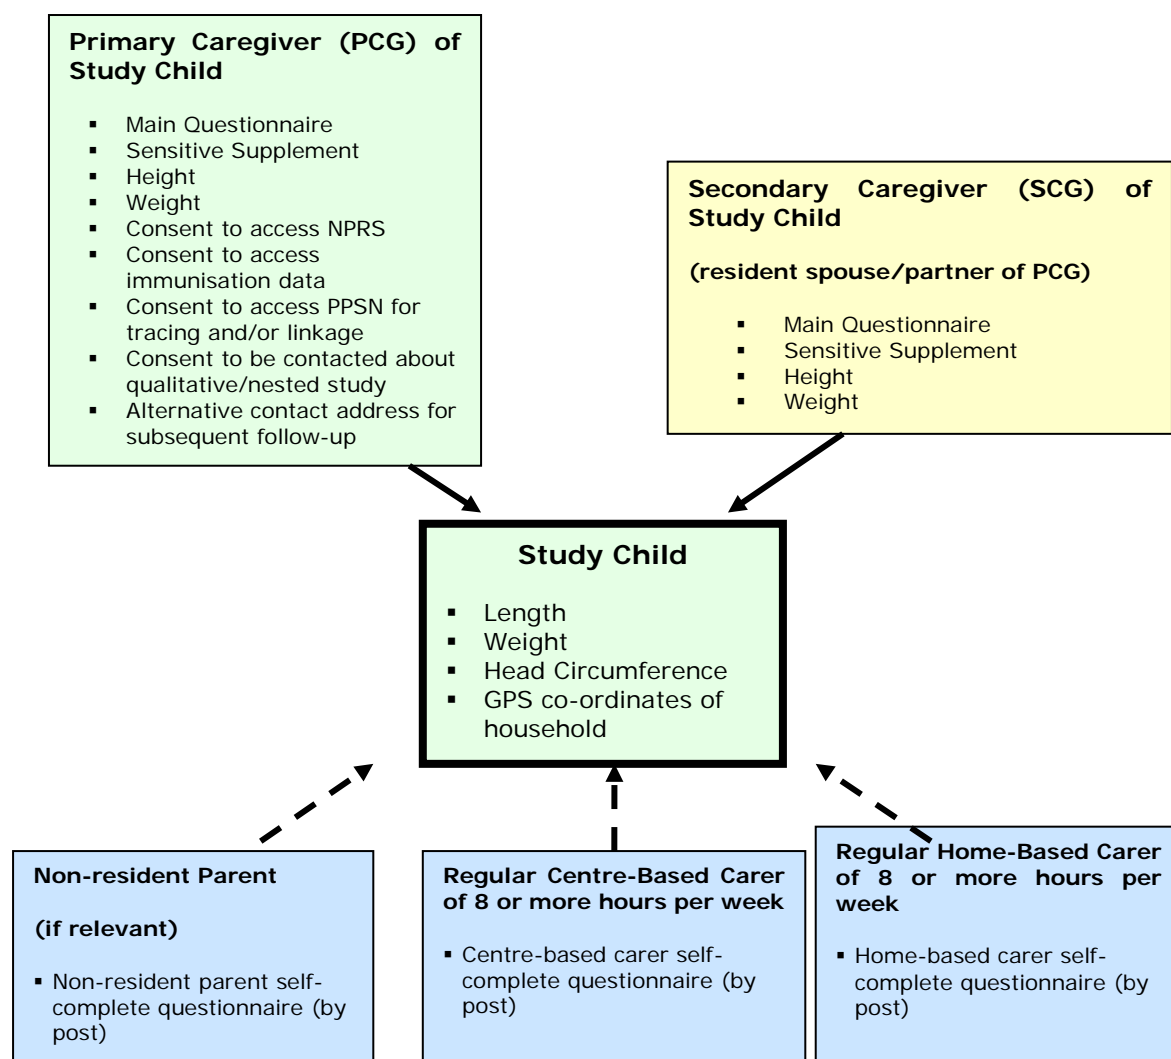 Primary Caregiver (PCG) of
Study Child
▪ Main Questionnaire
▪ Sensitive Supplement
▪ Height
▪ Weight
▪ Consent to access NPRS
▪ Consent to access
immunisation data
▪ Consent to access PPSN for
tracing and/or linkage
▪ Consent to be contacted about
qualitative/nested study
▪ Alternative contact address for
subsequent follow-up
Secondary Caregiver (SCG) of
Study Child
(resident spouse/partner of PCG)
▪ Main Questionnaire
▪ Sensitive Supplement
▪ Height
▪ Weight
Study Child
▪ Length
▪ Weight
▪ Head Circumference
▪ GPS co-ordinates of
household
Non-resident Parent
(if relevant)
▪ Non-resident parent self-
complete questionnaire (by
post)
Regular Centre-Based Carer
of 8 or more hours per week
▪ Centre-based carer self-
complete questionnaire (by
post)
Regular Home-Based Carer
of 8 or more hours per
week
▪ Home-based carer self-
complete questionnaire (by
post)